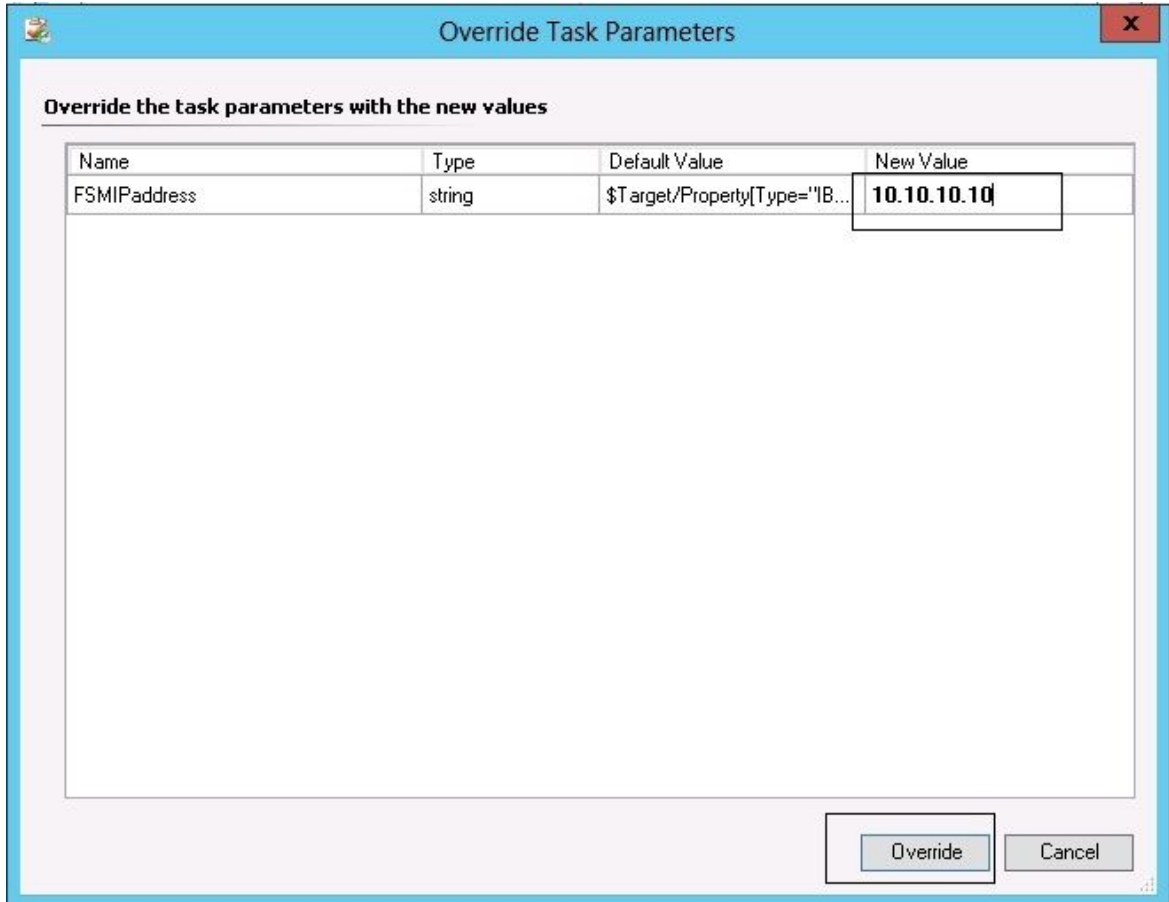 Override Task Parameters
x
Override the task parameters with the new values
Name Type Default Value New Value
FSMIPaddress string $Target/Property[Type="IB... 10.10.10.10
Override Cancel